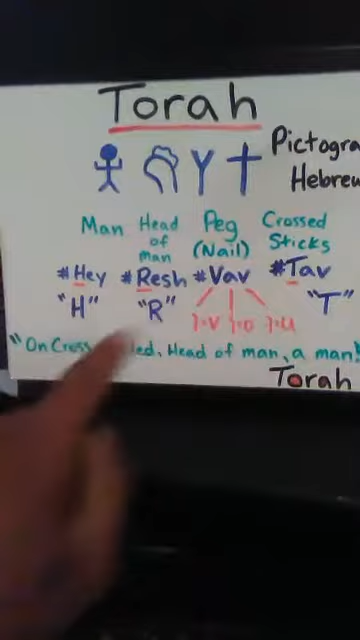 Torah
Pictogra
Hebrew
Man Head of man Peg (Nail) Crossed Sticks
#Hey #Resh #Vav #Tav
"H" "R" "T"
"On Cross Head of man, a man!
Torah